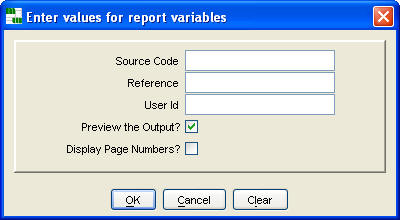 Enter values for report variables
Source Code
Reference
User Id
Preview the Output?
Display Page Numbers?
OK Cancel Clear